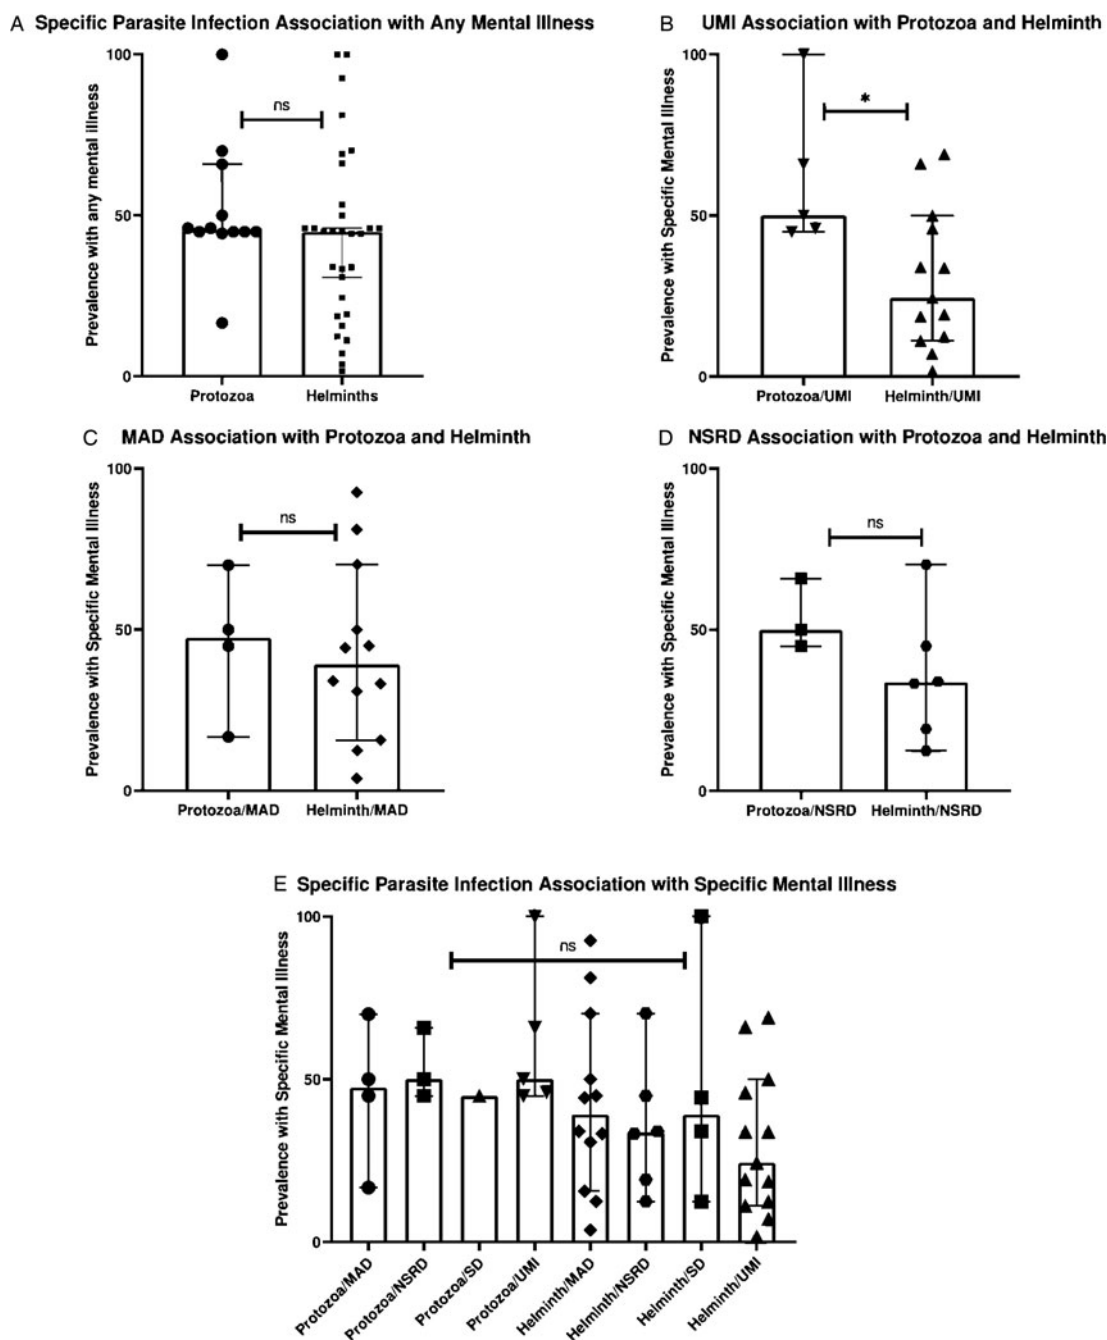 A Specific Parasite Infection Association with Any Mental Illness
Prevalence with any mental illness
100
50
0
ns
Protozoa Helminths
B UMI Association with Protozoa and Helminth
Prevalence with Specific Mental Illness
100
50
0
*
Protozoa/UMI Helminth/UMI
C MAD Association with Protozoa and Helminth
Prevalence with Specific Mental Illness
100
50
0
ns
Protozoa/MAD Helminth/MAD
D NSRD Association with Protozoa and Helminth
Prevalence with Specific Mental Illness
100
50
0
ns
Protozoa/NSRD Helminth/NSRD
E Specific Parasite Infection Association with Specific Mental Illness
Prevalence with Specific Mental Illness
100
50
0
ns
Protozoa/MAD
Protozoa/NSRD
Protozoa/SD
Protozoa/UMI
Helminth/MAD
Helminth/NSRD
Helminth/SD
Helminth/UMI